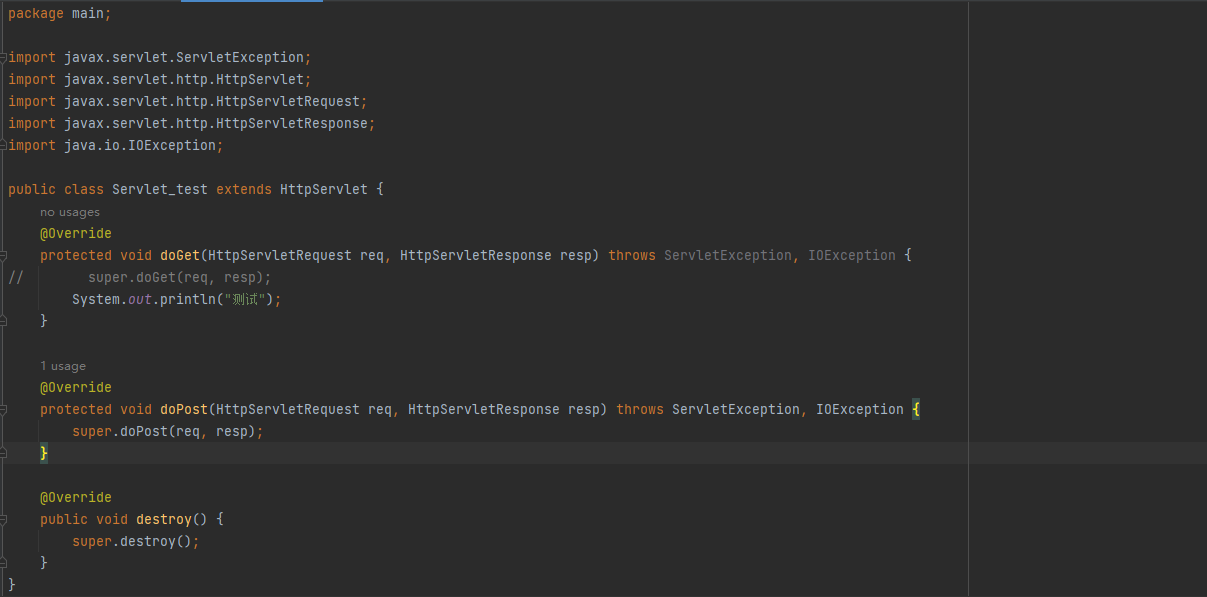 package main;
import javax.servlet.ServletException;
import javax.servlet.http.HttpServlet;
import javax.servlet.http.HttpServletRequest;
import javax.servlet.http.HttpServletResponse;
import java.io.IOException;
public class Servlet_test extends HttpServlet {
no usages
@Override
protected void doGet(HttpServletRequest req, HttpServletResponse resp) throws ServletException, IOException {
// super.doGet(req, resp);
System.out.println("测试");
}
1 usage
@Override
protected void doPost(HttpServletRequest req, HttpServletResponse resp) throws ServletException, IOException {
super.doPost(req, resp);
}
@Override
public void destroy() {
super.destroy();
}
}